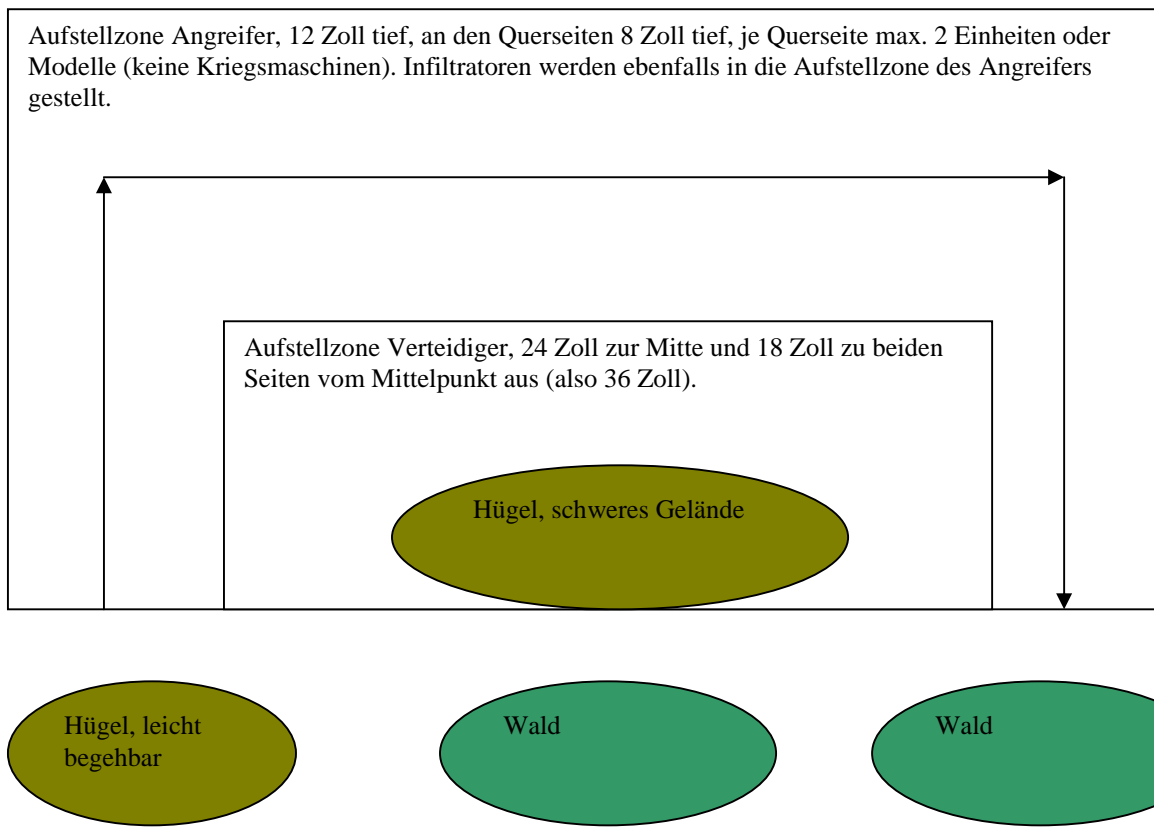 Aufstellzone Angreifer, 12 Zoll tief, an den Querseiten 8 Zoll tief, je Querseite max. 2 Einheiten oder
Modelle (keine Kriegsmaschinen). Infiltratoren werden ebenfalls in die Aufstellzone des Angreifers
gestellt.
Aufstellzone Verteidiger, 24 Zoll zur Mitte und 18 Zoll zu beiden
Seiten vom Mittelpunkt aus (also 36 Zoll).
Hügel, schweres Gelände
Hügel, leicht
begehbar
Wald
Wald